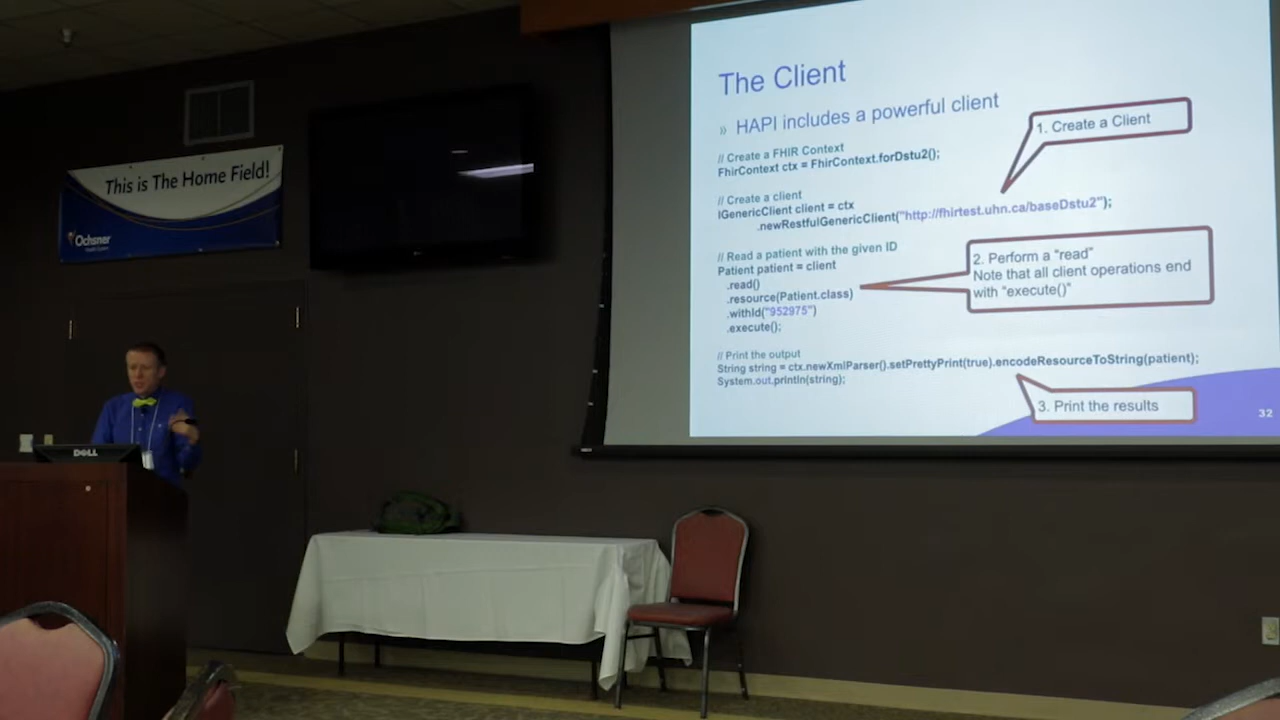 This is The Home Field!
Ochsner
Health System
DELL
The Client
» HAPI includes a powerful client
// Create a FHIR Context
FhirContext ctx = FhirContext.forDstu2();
// Create a client
IGenericClient client = ctx
.newRestfulGenericClient("http://fhirtest.uhn.ca/baseDstu2");
// Read a patient with the given ID
Patient patient = client
.read()
.resource(Patient.class)
.withId("952975")
.execute();
// Print the output
String string = ctx.newXmlParser().setPrettyPrint(true).encodeResourceToString(patient);
System.out.println(string);
1. Create a Client
2. Perform a "read"
Note that all client operations end
with "execute()"
3. Print the results
32